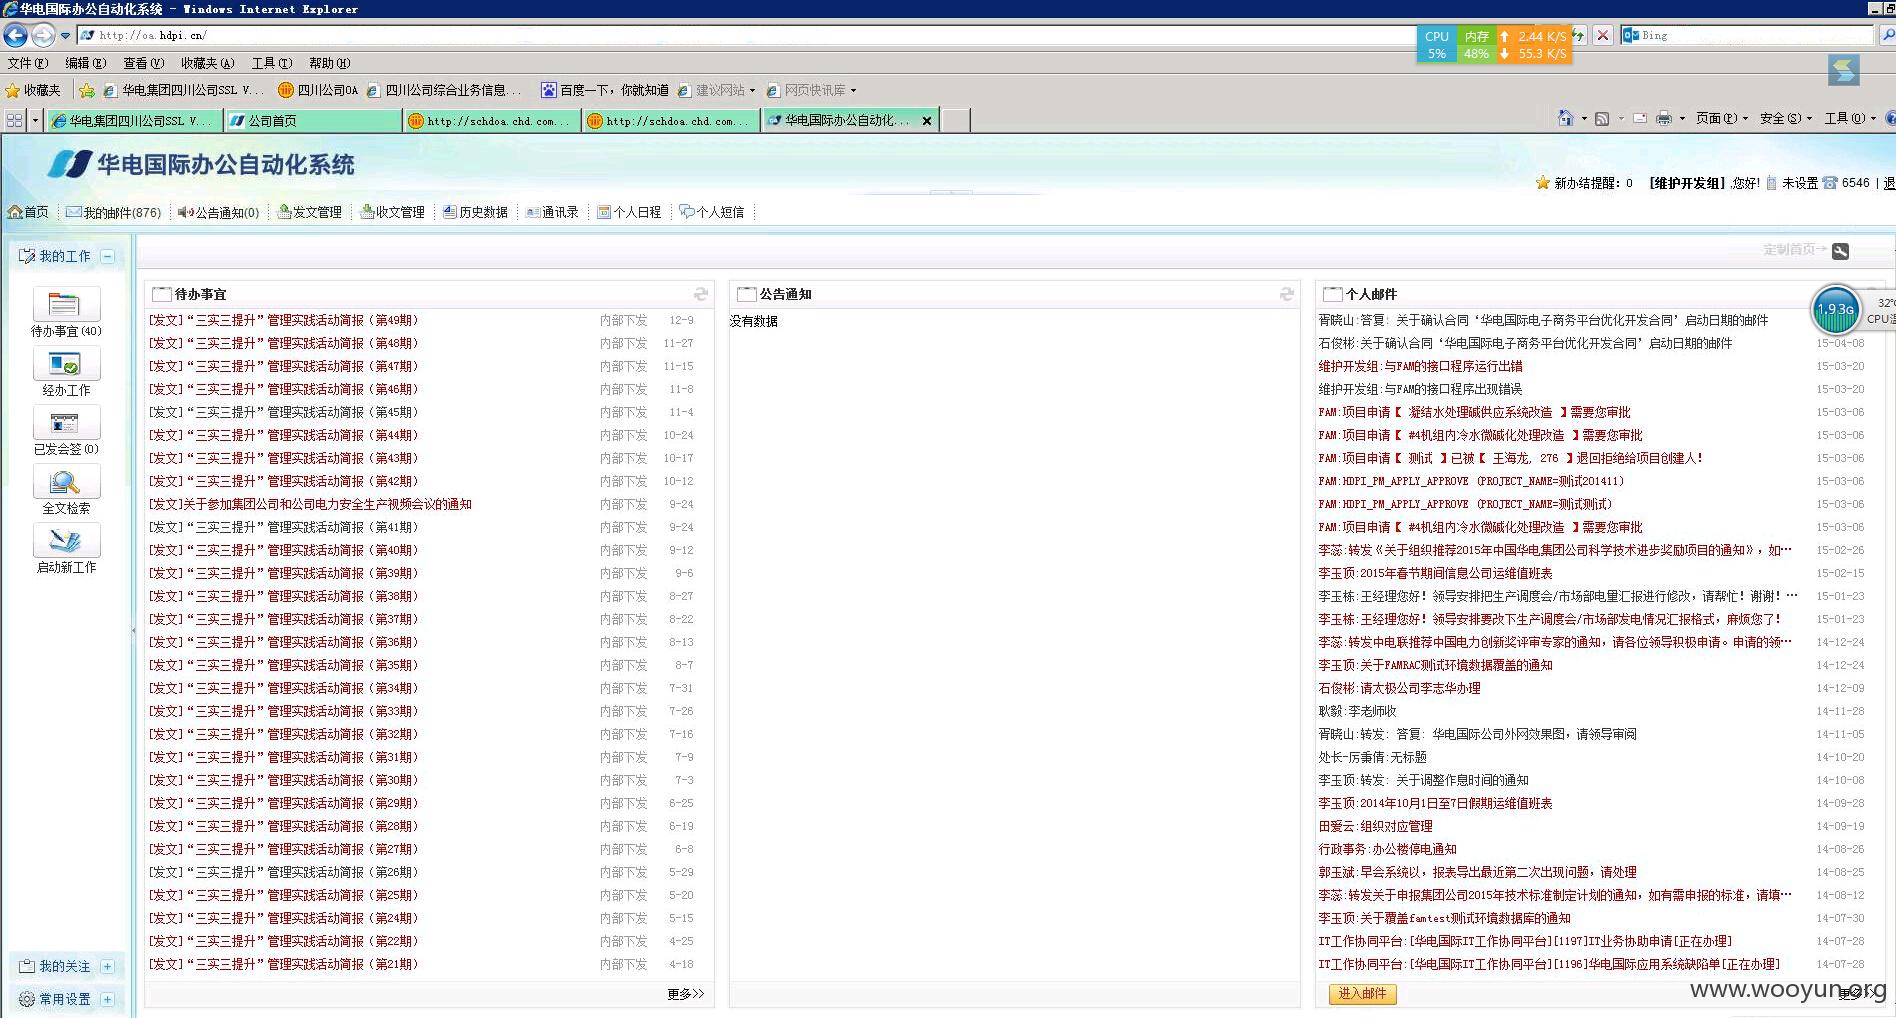 华电国际办公自动化系统 - Windows Internet Explorer
http://oa.hdpi.cn/
Bing
CPU 内存 2.44 K/S
5% 48% 55.3 K/S
文件(F) 编辑(E) 查看(V) 收藏夹(A) 工具(T) 帮助(H)
收藏夹 华电集团四川公司SSL V... 四川公司OA 四川公司综合业务信息... 百度一下，你就知道 建议网站 网页快讯库
华电集团四川公司SSL V... 公司首页 http://schdoa.chd.com... http://schdoa.chd.com... 华电国际办公自动化... 页面(P) 安全(S) 工具(O)
华电国际办公自动化系统
新办结提醒: 0 [维护开发组],您好! 未设置 6546 | 退
首页 我的邮件(876) 公告通知(0) 发文管理 收文管理 历史数据 通讯录 个人日程 个人短信
我的工作
定制首页→
待办事宜(40)
经办工作
已发会签(0)
全文检索
启动新工作
我的关注
常用设置
待办事宜
[发文]“三实三提升”管理实践活动简报（第49期） 内部下发 12-9
[发文]“三实三提升”管理实践活动简报（第48期） 内部下发 11-27
[发文]“三实三提升”管理实践活动简报（第47期） 内部下发 11-15
[发文]“三实三提升”管理实践活动简报（第46期） 内部下发 11-8
[发文]“三实三提升”管理实践活动简报（第45期） 内部下发 11-4
[发文]“三实三提升”管理实践活动简报（第44期） 内部下发 10-24
[发文]“三实三提升”管理实践活动简报（第43期） 内部下发 10-17
[发文]“三实三提升”管理实践活动简报（第42期） 内部下发 10-12
[发文]关于参加集团公司和公司电力安全生产视频会议的通知 内部下发 9-24
[发文]“三实三提升”管理实践活动简报（第41期） 内部下发 9-24
[发文]“三实三提升”管理实践活动简报（第40期） 内部下发 9-12
[发文]“三实三提升”管理实践活动简报（第39期） 内部下发 9-6
[发文]“三实三提升”管理实践活动简报（第38期） 内部下发 8-27
[发文]“三实三提升”管理实践活动简报（第37期） 内部下发 8-22
[发文]“三实三提升”管理实践活动简报（第36期） 内部下发 8-13
[发文]“三实三提升”管理实践活动简报（第35期） 内部下发 8-7
[发文]“三实三提升”管理实践活动简报（第34期） 内部下发 7-31
[发文]“三实三提升”管理实践活动简报（第33期） 内部下发 7-26
[发文]“三实三提升”管理实践活动简报（第32期） 内部下发 7-16
[发文]“三实三提升”管理实践活动简报（第31期） 内部下发 7-9
[发文]“三实三提升”管理实践活动简报（第30期） 内部下发 7-3
[发文]“三实三提升”管理实践活动简报（第29期） 内部下发 6-25
[发文]“三实三提升”管理实践活动简报（第28期） 内部下发 6-19
[发文]“三实三提升”管理实践活动简报（第27期） 内部下发 6-8
[发文]“三实三提升”管理实践活动简报（第26期） 内部下发 5-29
[发文]“三实三提升”管理实践活动简报（第25期） 内部下发 5-20
[发文]“三实三提升”管理实践活动简报（第24期） 内部下发 5-15
[发文]“三实三提升”管理实践活动简报（第22期） 内部下发 4-25
[发文]“三实三提升”管理实践活动简报（第21期） 内部下发 4-18
更多>>
公告通知
没有数据
个人邮件
1.93G 32℃
CPU温
胥晓山:答复: 关于确认合同‘华电国际电子商务平台优化开发合同’启动日期的邮件
石俊彬:关于确认合同‘华电国际电子商务平台优化开发合同’启动日期的邮件 15-04-08
维护开发组:与FAM的接口程序运行出错 15-03-20
维护开发组:与FAM的接口程序出现错误 15-03-20
FAM:项目申请【 凝结水处理碱供应系统改造 】需要您审批 15-03-06
FAM:项目申请【 #4机组内冷水微碱化处理改造 】需要您审批 15-03-06
FAM:项目申请【 测试 】已被【 王海龙, 276 】退回拒绝给项目创建人! 15-03-06
FAM:HDPI_PM_APPLY_APPROVE (PROJECT_NAME=测试201411) 15-03-06
FAM:HDPI_PM_APPLY_APPROVE (PROJECT_NAME=测试测试) 15-03-06
FAM:项目申请【 #4机组内冷水微碱化处理改造 】需要您审批 15-03-06
李蕊:转发《关于组织推荐2015年中国华电集团公司科学技术进步奖励项目的通知》，如… 15-02-26
李玉顶:2015年春节期间信息公司运维值班表 15-02-15
李玉栋:王经理您好! 领导安排把生产调度会/市场部电量汇报进行修改，请帮忙! 谢谢! … 15-01-23
李玉栋:王经理您好! 领导安排要改下生产调度会/市场部发电情况汇报格式，麻烦您了! 15-01-23
李蕊:转发中电联推荐中国电力创新奖评审专家的通知，请各位领导积极申请。申请的领… 14-12-24
李玉顶:关于FAMRAC测试环境数据覆盖的通知 14-12-24
石俊彬:请太极公司李志华办理 14-12-09
耿毅:李老师收 14-11-28
胥晓山:转发: 答复: 华电国际公司外网效果图，请领导审阅 14-11-05
处长-厉秉倩:无标题 14-10-20
李玉顶:转发: 关于调整作息时间的通知 14-10-08
李玉顶:2014年10月1日至7日假期运维值班表 14-09-28
田爱云:组织对应管理 14-09-19
行政事务:办公楼停电通知 14-08-26
郭玉斌:早会系统以，报表导出最近第二次出现问题，请处理 14-08-25
李蕊:转发关于申报集团公司2015年技术标准制定计划的通知，如有需申报的标准，请填… 14-08-12
李玉顶:关于覆盖famtest测试环境数据库的通知 14-07-30
IT工作协同平台:[华电国际IT工作协同平台][1197]IT业务协助申请[正在办理] 14-07-28
IT工作协同平台:[华电国际IT工作协同平台][1196]华电国际应用系统缺陷单[正在办理] 14-07-28
进入邮件 更多>>
www.wooyun.org